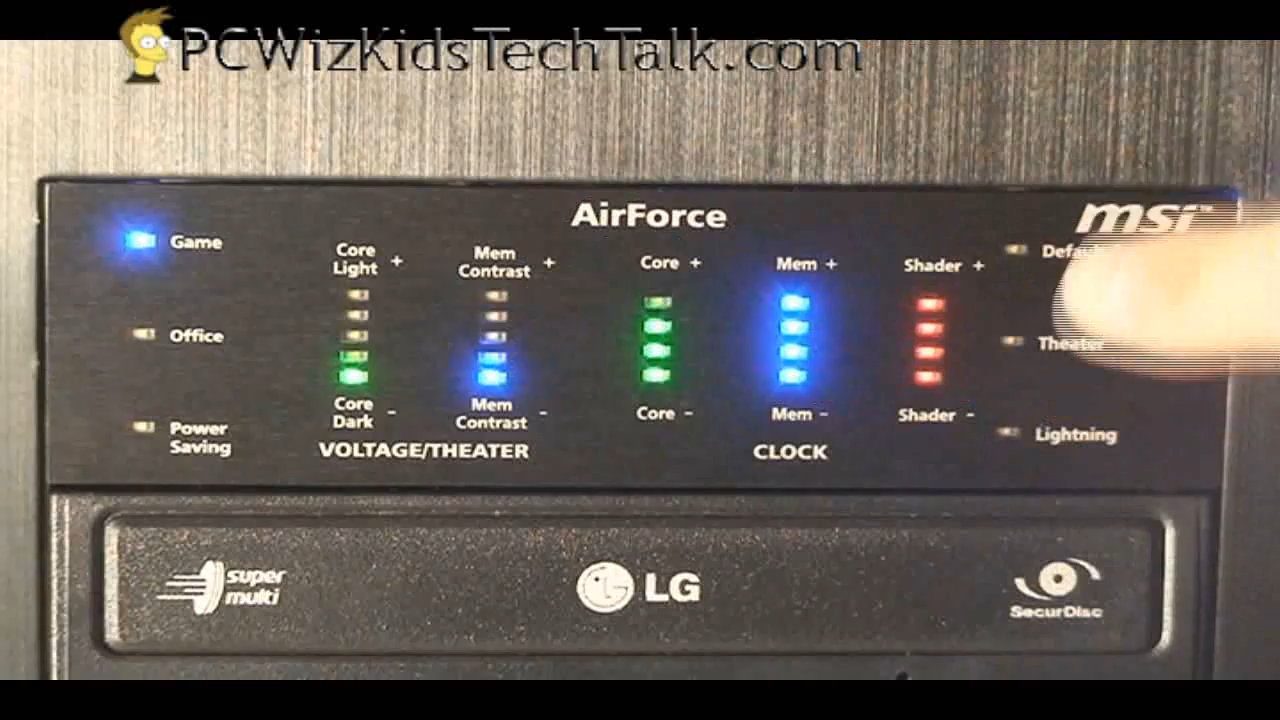 PCWizKidsTechTalk.com
AirForce
msi™
Game
Core
Light +
Mem
Contrast +
Core +
Mem +
Shader +
Office
Theater
Core
Dark -
Mem
Contrast -
Core -
Mem -
Shader -
Power
Saving
Lightning
VOLTAGE/THEATER
CLOCK
super
multi
LG
SecurDisc